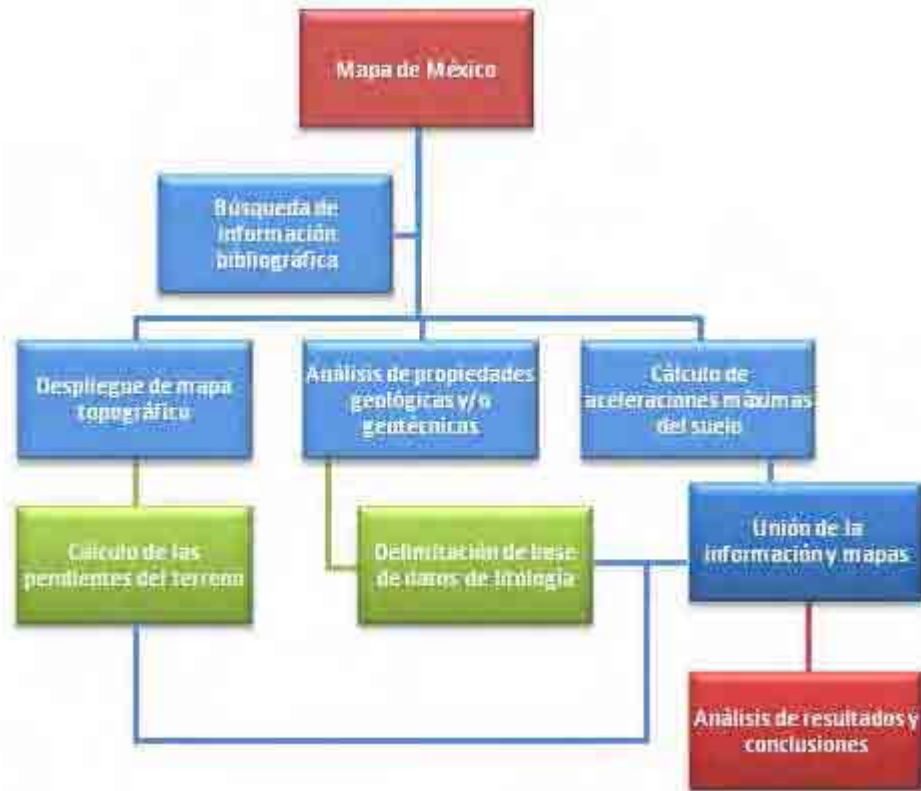 Mapa de México
Búsqueda de
información
bibliográfica
Despliegue de mapa
topográfico
Análisis de propiedades
geológicas y/o
geotécnicas
Cálculo de
aceleraciones máximas
del suelo
Cálculo de las
pendientes del terreno
Delimitación de base
de datos de litología
Unión de la
información y mapas
Análisis de resultados y
conclusiones